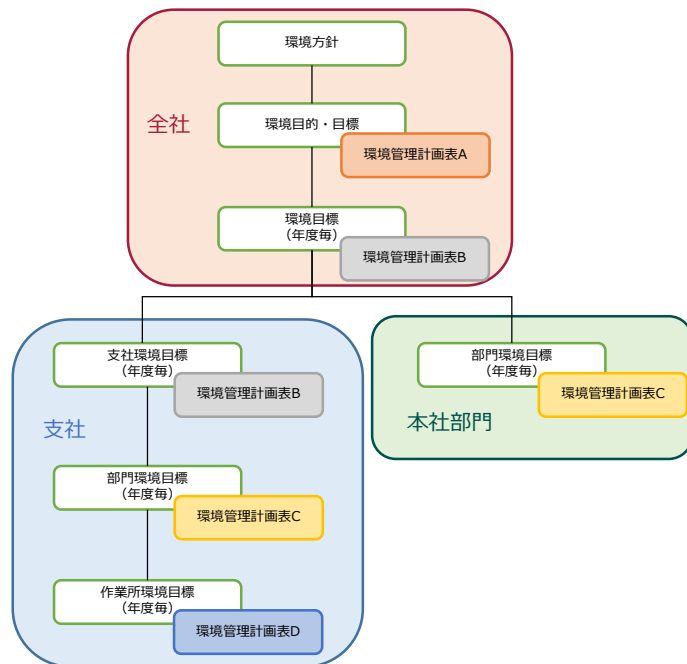 環境方針
全社
環境目的・目標
環境管理計画表A
環境目標
（年度毎）
環境管理計画表B
支社環境目標
（年度毎）
環境管理計画表B
支社
部門環境目標
（年度毎）
環境管理計画表C
作業所環境目標
（年度毎）
環境管理計画表D
部門環境目標
（年度毎）
環境管理計画表C
本社部門